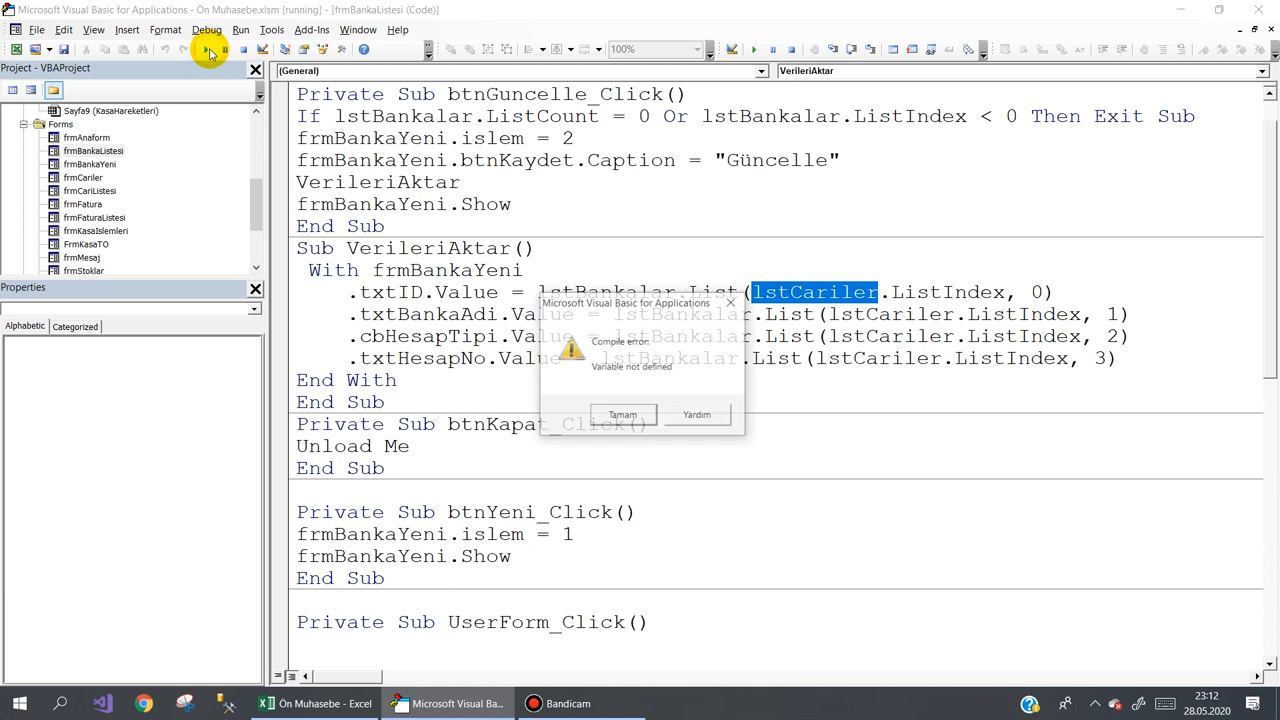 Microsoft Visual Basic for Applications - Ön Muhasebe.xlsm [running] - [frmBankaListesi (Code)]
File Edit View Insert Format Debug Run Tools Add-Ins Window Help
100%
Project - VBAProject
(General)
VerileriAktar
Sayfa9 (KasaHareketleri)
Forms
frmAnaform
frmBankaListesi
frmBankaYeni
frmCariler
frmCariListesi
frmFatura
frmFaturaListesi
frmKasaIslemleri
FrmKasaTO
frmMesaj
frmStoklar
Properties
Alphabetic Categorized
Private Sub btnGuncelle_Click()
If lstBankalar.ListCount = 0 Or lstBankalar.ListIndex < 0 Then Exit Sub
frmBankaYeni.islem = 2
frmBankaYeni.btnKaydet.Caption = "Güncelle"
VerileriAktar
frmBankaYeni.Show
End Sub
Sub VerileriAktar()
With frmBankaYeni
.txtID.Value = lstBankalar.List(lstCariler.ListIndex, 0)
.txtBankaAdi.Value = lstBankalar.List(lstCariler.ListIndex, 1)
.cbHesapTipi.Value = lstBankalar.List(lstCariler.ListIndex, 2)
.txtHesapNo.Value = lstBankalar.List(lstCariler.ListIndex, 3)
End With
End Sub
Private Sub btnKapat_Click()
Unload Me
End Sub
Private Sub btnYeni_Click()
frmBankaYeni.islem = 1
frmBankaYeni.Show
End Sub
Private Sub UserForm_Click()
Microsoft Visual Basic for Applications
Compile error:
Variable not defined
Tamam Yardım
Ön Muhasebe - Excel
Microsoft Visual Ba...
Bandicam
23:12
28.05.2020